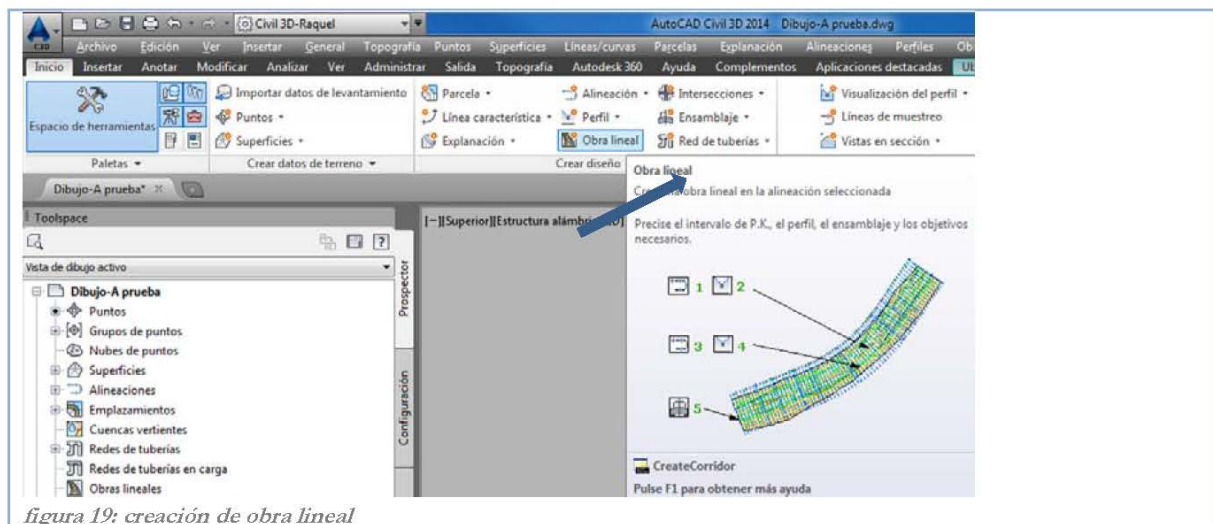 Civil 3D-Raquel AutoCAD Civil 3D 2014 Dibujo-A prueba.dwg
C3D Archivo Edición Ver Insertar General Topografía Puntos Superficies Líneas/curvas Parcelas Explanación Alineaciones Perfiles
Inicio Insertar Anotar Modificar Analizar Ver Administrar Salida Topografía Autodesk 360 Ayuda Complementos Aplicaciones destacadas
Importar datos de levantamiento Parcela Alineación Intersecciones Visualización del perfil
Puntos Línea característica Perfil Ensamblaje Líneas de muestreo
Espacio de herramientas Superficies Explanación Obra lineal Red de tuberías Vistas en sección
Paletas Crear datos de terreno Crear diseño
Dibujo-A prueba*
Obra lineal
obra lineal en la alineación seleccionada
Toolspace
[-][Superior][Estructura
Precise el intervalo de P.K., el perfil, el ensamblaje y los objetivos
necesarios.
?
Vista de dibujo activo
Prospector
Configuración
Dibujo-A prueba
Puntos
Grupos de puntos
Nubes de puntos
Superficies
Alineaciones
Emplazamientos
Cuencas vertientes
Redes de tuberías
Redes de tuberías en carga
Obras lineales
1 2
3 4
5
CreateCorridor
Pulse F1 para obtener más ayuda
figura 19: creación de obra lineal